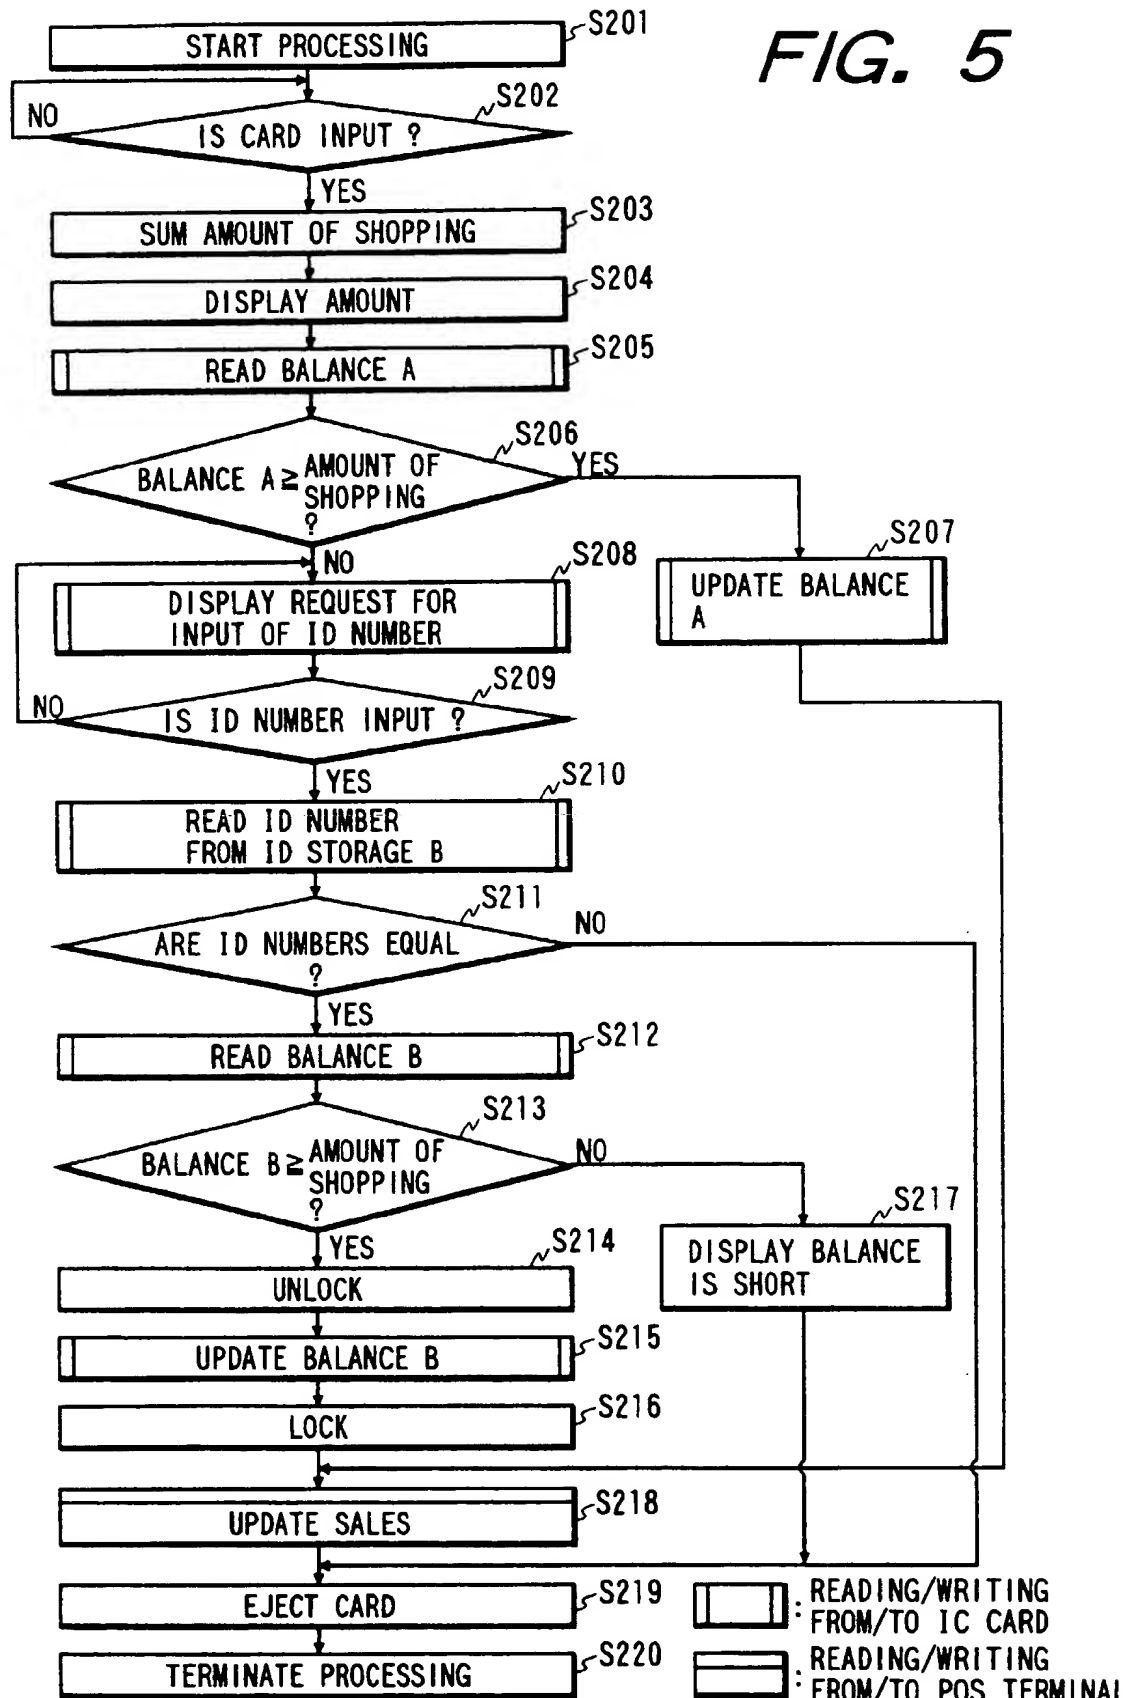 FIG. 5
S201
START PROCESSING
S202
NO
IS CARD INPUT ?
YES
S203
SUM AMOUNT OF SHOPPING
S204
DISPLAY AMOUNT
S205
READ BALANCE A
S206
BALANCE A ≧ AMOUNT OF
SHOPPING
?
YES
NO
S207
UPDATE BALANCE
A
S208
DISPLAY REQUEST FOR
INPUT OF ID NUMBER
S209
NO
IS ID NUMBER INPUT ?
YES
S210
READ ID NUMBER
FROM ID STORAGE B
S211
ARE ID NUMBERS EQUAL
?
NO
YES
S212
READ BALANCE B
S213
BALANCE B ≧ AMOUNT OF
SHOPPING
?
NO
YES
S217
DISPLAY BALANCE
IS SHORT
S214
UNLOCK
S215
UPDATE BALANCE B
S216
LOCK
S218
UPDATE SALES
S219
EJECT CARD
S220
TERMINATE PROCESSING
: READING/WRITING
FROM/TO IC CARD
: READING/WRITING
FROM/TO POS TERMINAL